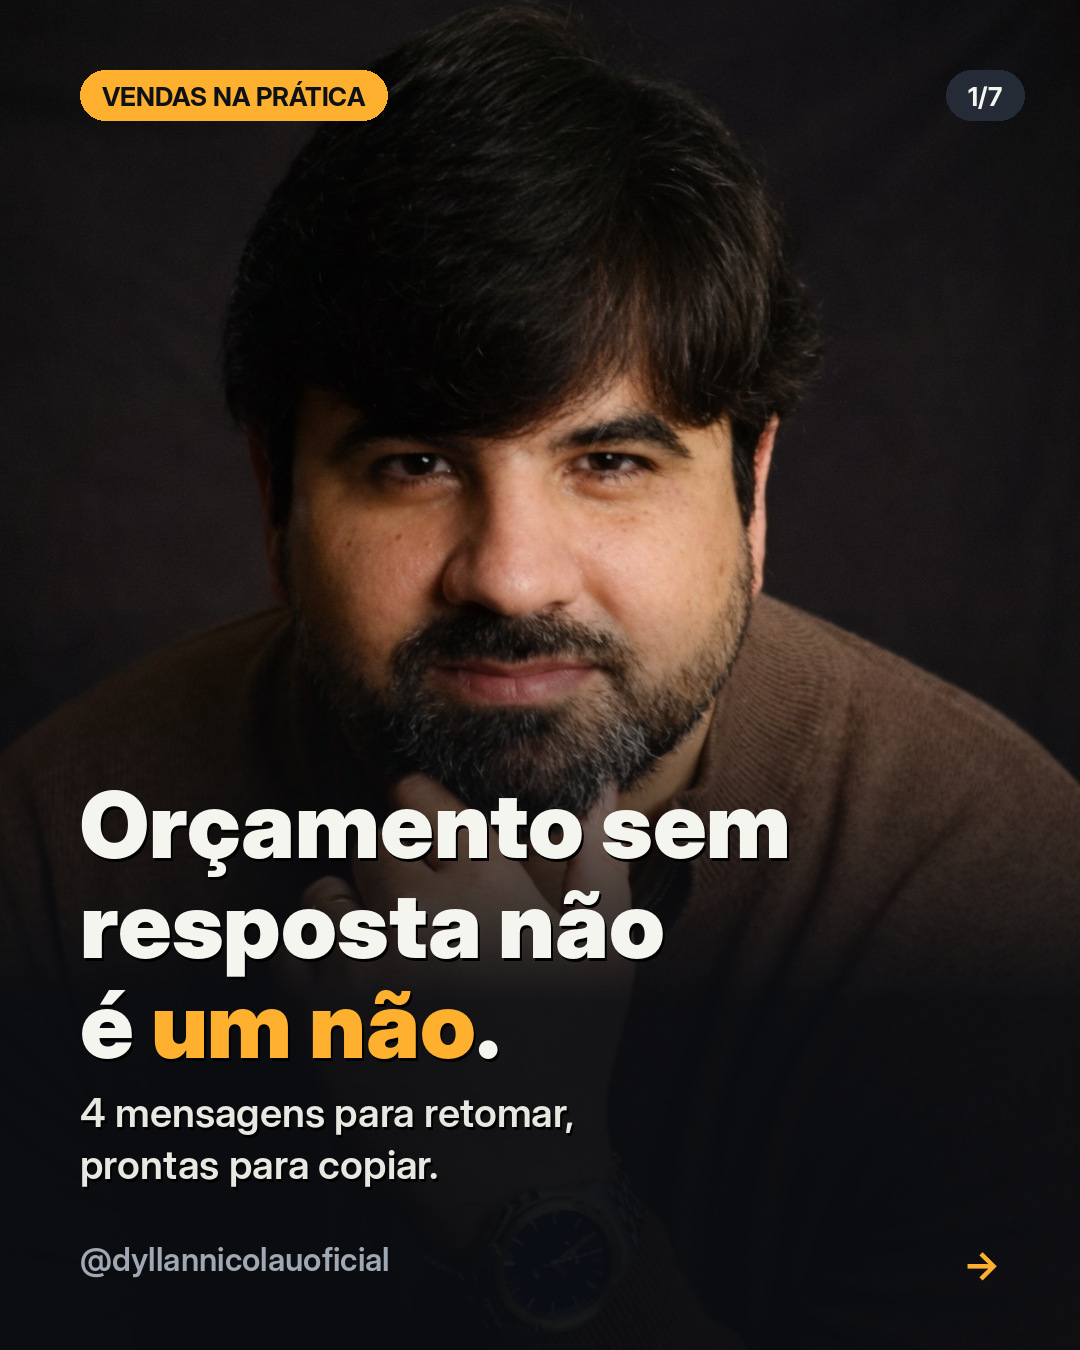 VENDAS NA PRÁTICA
1/7
Orçamento sem
resposta não
é um não.
4 mensagens para retomar,
prontas para copiar.
@dyllannicolauoficial
→